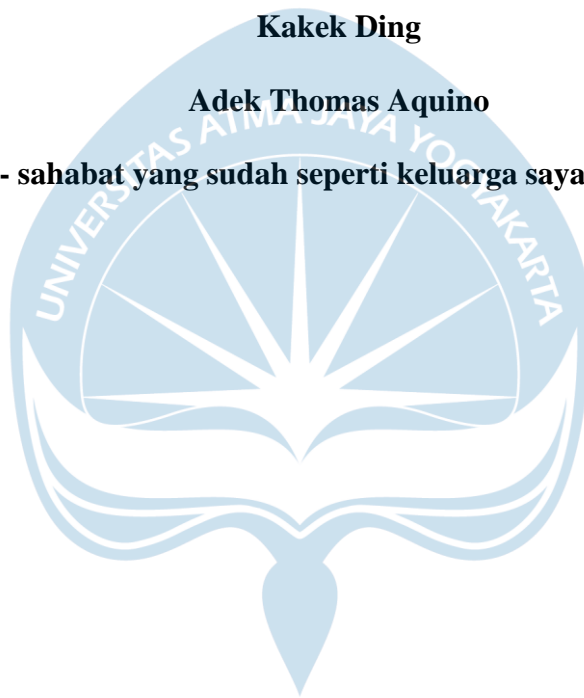 Kakek Ding
Adek Thomas Aquino
- sahabat yang sudah seperti keluarga saya
UNIVERSITAS ATMA JAYA YOGYAKARTA